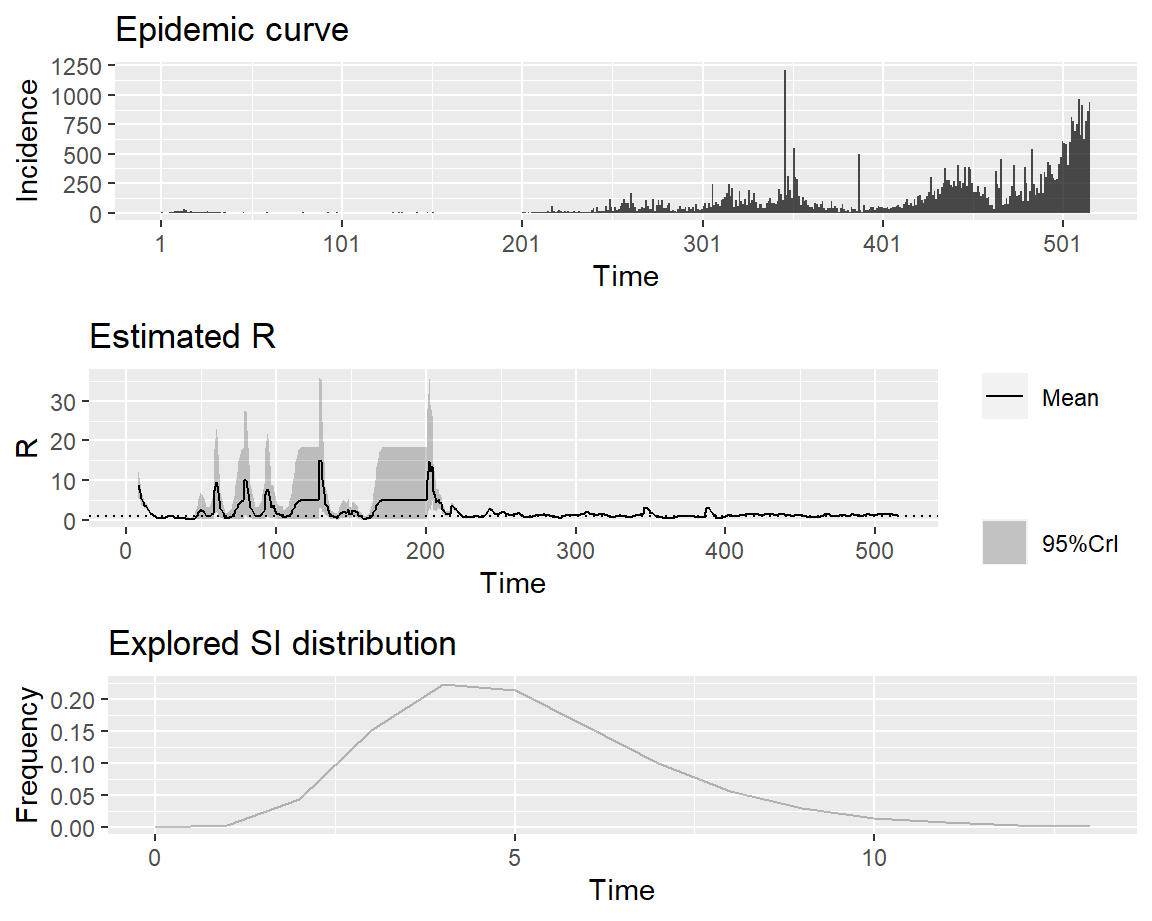 Epidemic curve
Incidence
1250
1000
750
500
250
0
1 101 201 301 401 501
Time
Estimated R
R
30
20
10
0
0 100 200 300 400 500
Time
Mean
95%CrI
Explored SI distribution
Frequency
0.20
0.15
0.10
0.05
0.00
0 5 10
Time